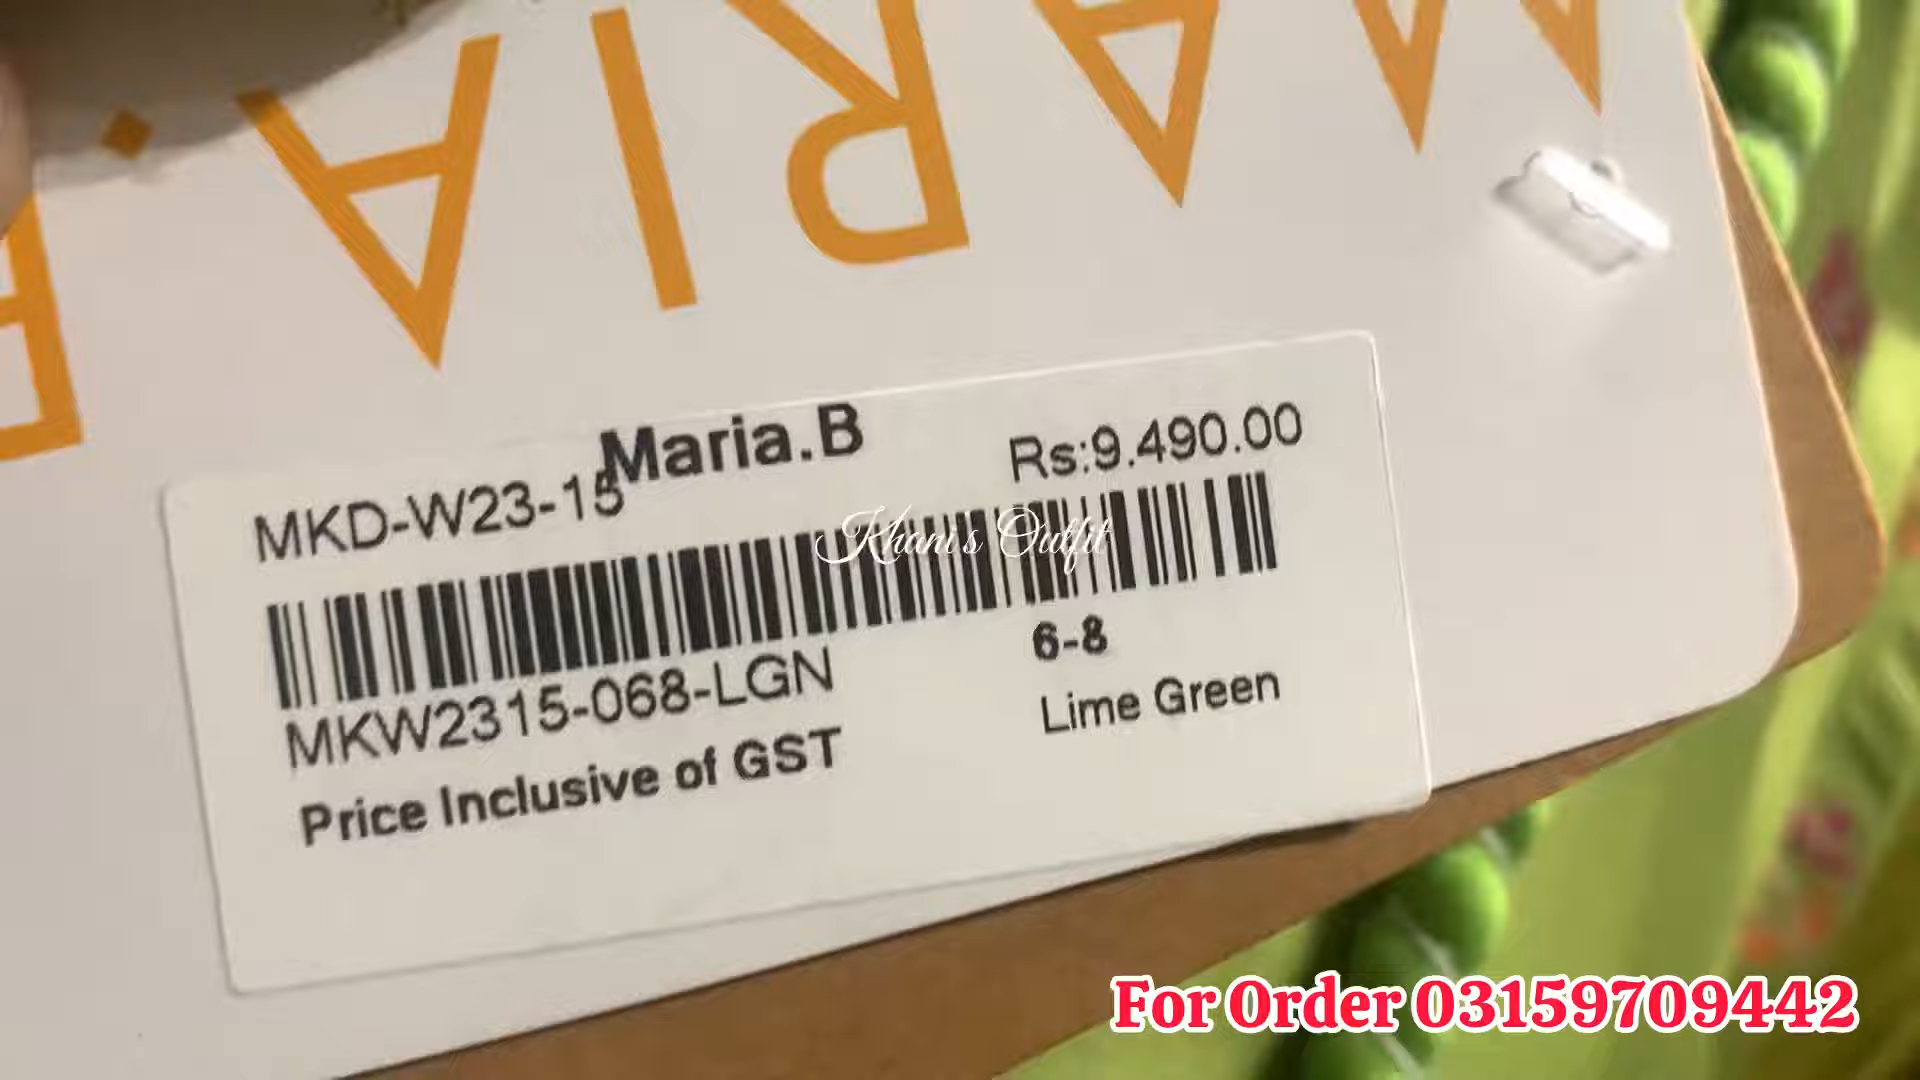 MARIA.B
Maria.B
MKD-W23-15
Rs:9.490.00
Khani's Outfit
6-8
MKW2315-068-LGN
Lime Green
Price Inclusive of GST
For Order 03159709442